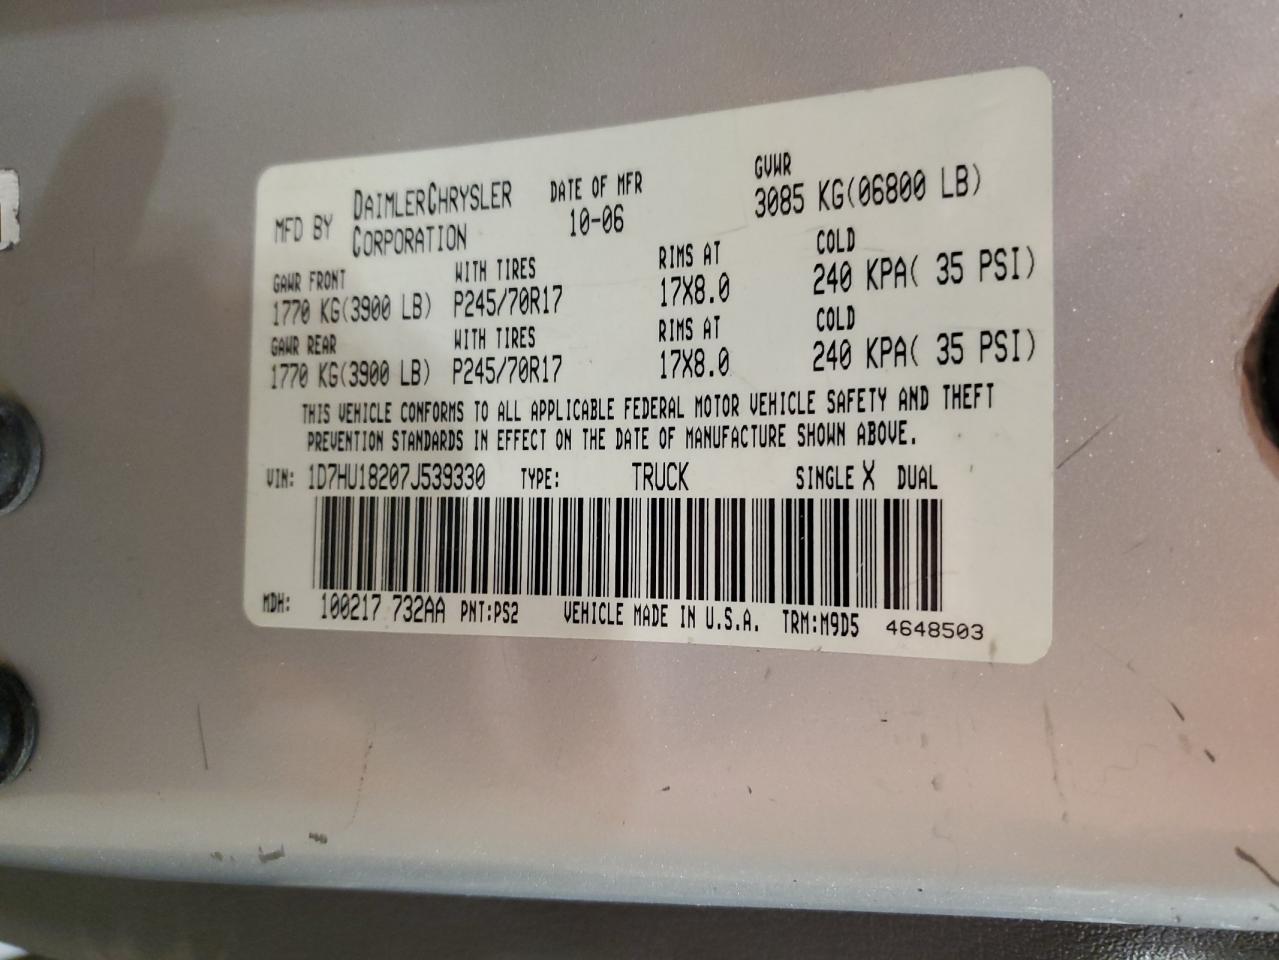 MFD BY DAIMLERCHRYSLER CORPORATION DATE OF MFR 10-06 GVWR 3085 KG(06800 LB)
GAWR FRONT WITH TIRES RIMS AT COLD
1770 KG(3900 LB) P245/70R17 17X8.0 240 KPA( 35 PSI)
GAWR REAR WITH TIRES RIMS AT COLD
1770 KG(3900 LB) P245/70R17 17X8.0 240 KPA( 35 PSI)
THIS VEHICLE CONFORMS TO ALL APPLICABLE FEDERAL MOTOR VEHICLE SAFETY AND THEFT
PREVENTION STANDARDS IN EFFECT ON THE DATE OF MANUFACTURE SHOWN ABOVE.
VIN: 1D7HU18207J539330 TYPE: TRUCK SINGLE X DUAL
MDH: 100217 732AA PNT:PS2 VEHICLE MADE IN U.S.A. TRM:M9D5 4648503